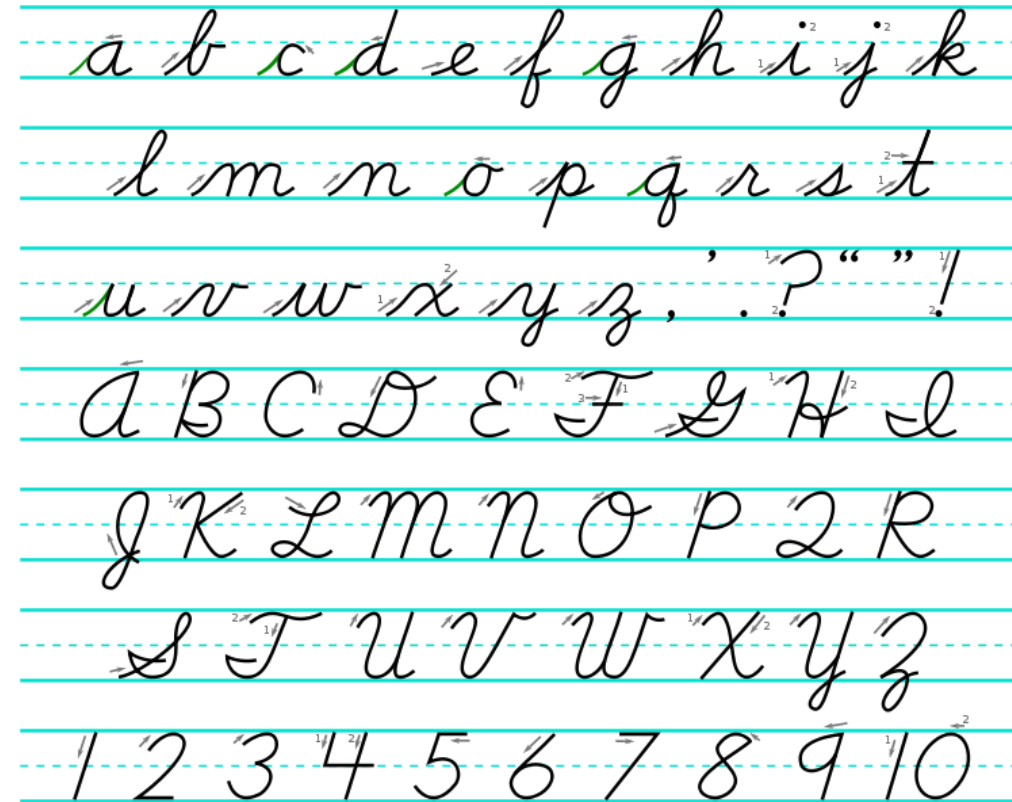 a b c d e f g h i j k
l m n o p q r s t
u v w x y z , ’ . ? “ ” !
A B C D E F G H I
J K L M N O P Q R
S T U V W X Y Z
1 2 3 4 5 6 7 8 9 10